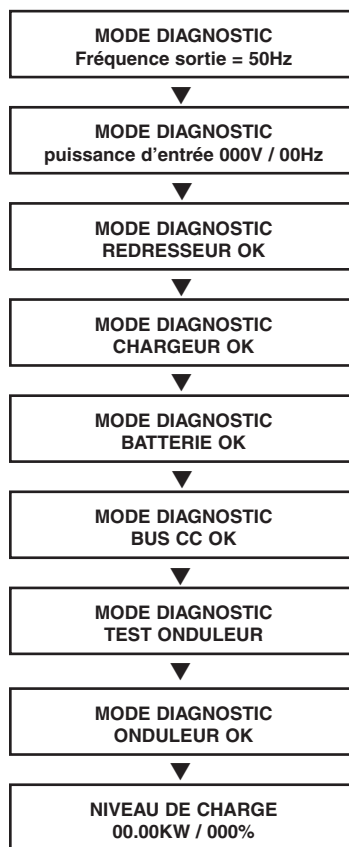 MODE DIAGNOSTIC
Fréquence sortie = 50Hz
MODE DIAGNOSTIC
puissance d'entrée 000V / 00Hz
MODE DIAGNOSTIC
REDRESSEUR OK
MODE DIAGNOSTIC
CHARGEUR OK
MODE DIAGNOSTIC
BATTERIE OK
MODE DIAGNOSTIC
BUS CC OK
MODE DIAGNOSTIC
TEST ONDULEUR
MODE DIAGNOSTIC
ONDULEUR OK
NIVEAU DE CHARGE
00.00KW / 000%